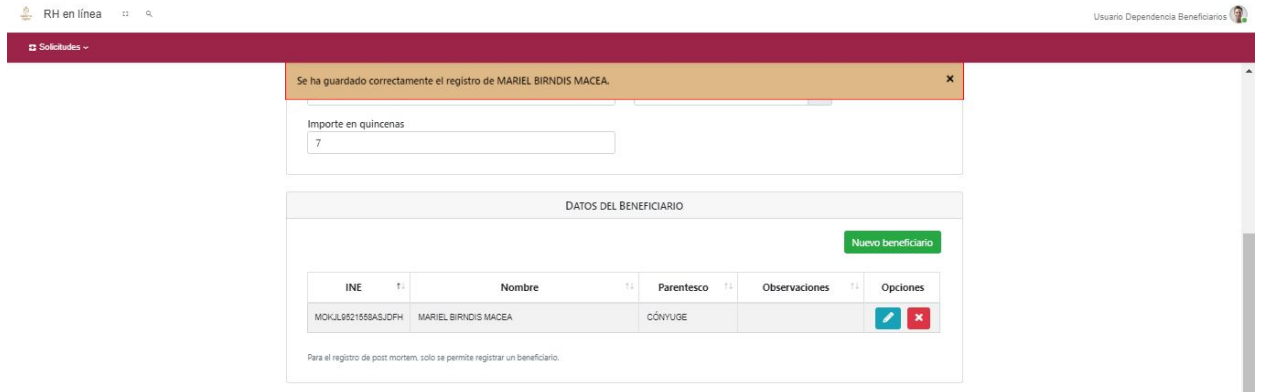 RH en línea
Usuario Dependencia Beneficiarios
Solicitudes
Se ha guardado correctamente el registro de MARIEL BIRNDIS MACEA.
×
Importe en quincenas
7
DATOS DEL BENEFICIARIO
Nuevo beneficiario
INE Nombre Parentesco Observaciones Opciones
MOKJL9521558ASJDFH MARIEL BIRNDIS MACEA CÓNYUGE
Para el registro de post mortem, solo se permite registrar un beneficiario.